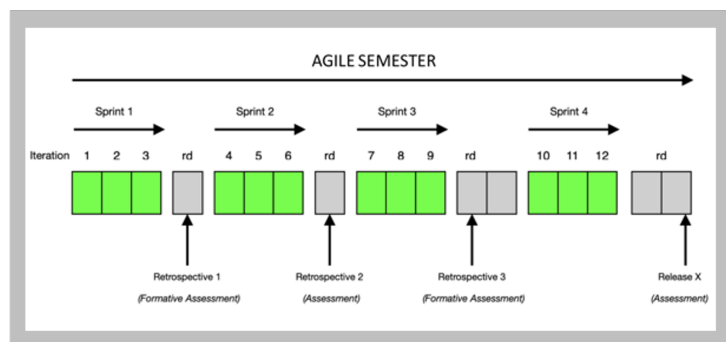 AGILE SEMESTER
Sprint 1 Sprint 2 Sprint 3 Sprint 4
Iteration 1 2 3 rd 4 5 6 rd 7 8 9 rd 10 11 12 rd
Retrospective 1 Retrospective 2 Retrospective 3 Release X
(Formative Assessment) (Assessment) (Formative Assessment) (Assessment)